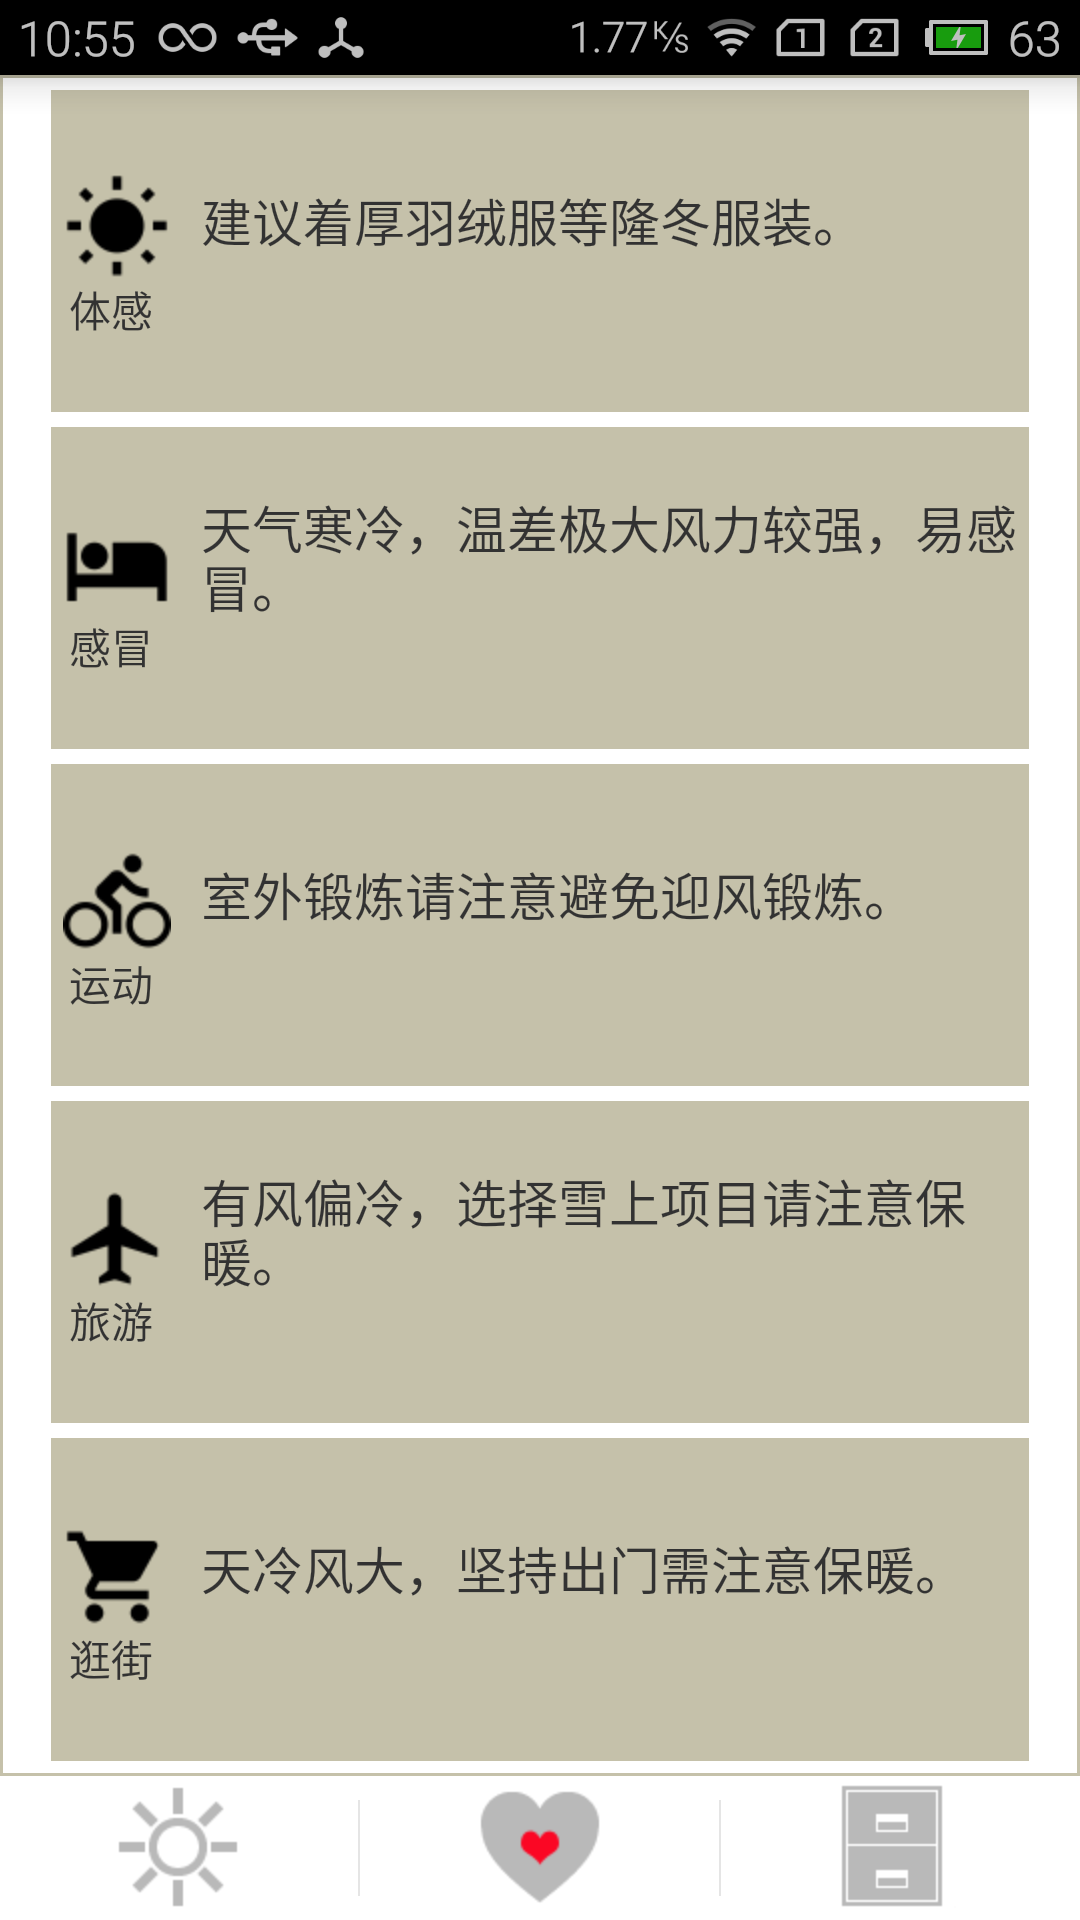 10:55 1.77 K/S 1 2 63
建议着厚羽绒服等隆冬服装。
体感
天气寒冷，温差极大风力较强，易感
冒。
感冒
室外锻炼请注意避免迎风锻炼。
运动
有风偏冷，选择雪上项目请注意保
暖。
旅游
天冷风大，坚持出门需注意保暖。
逛街